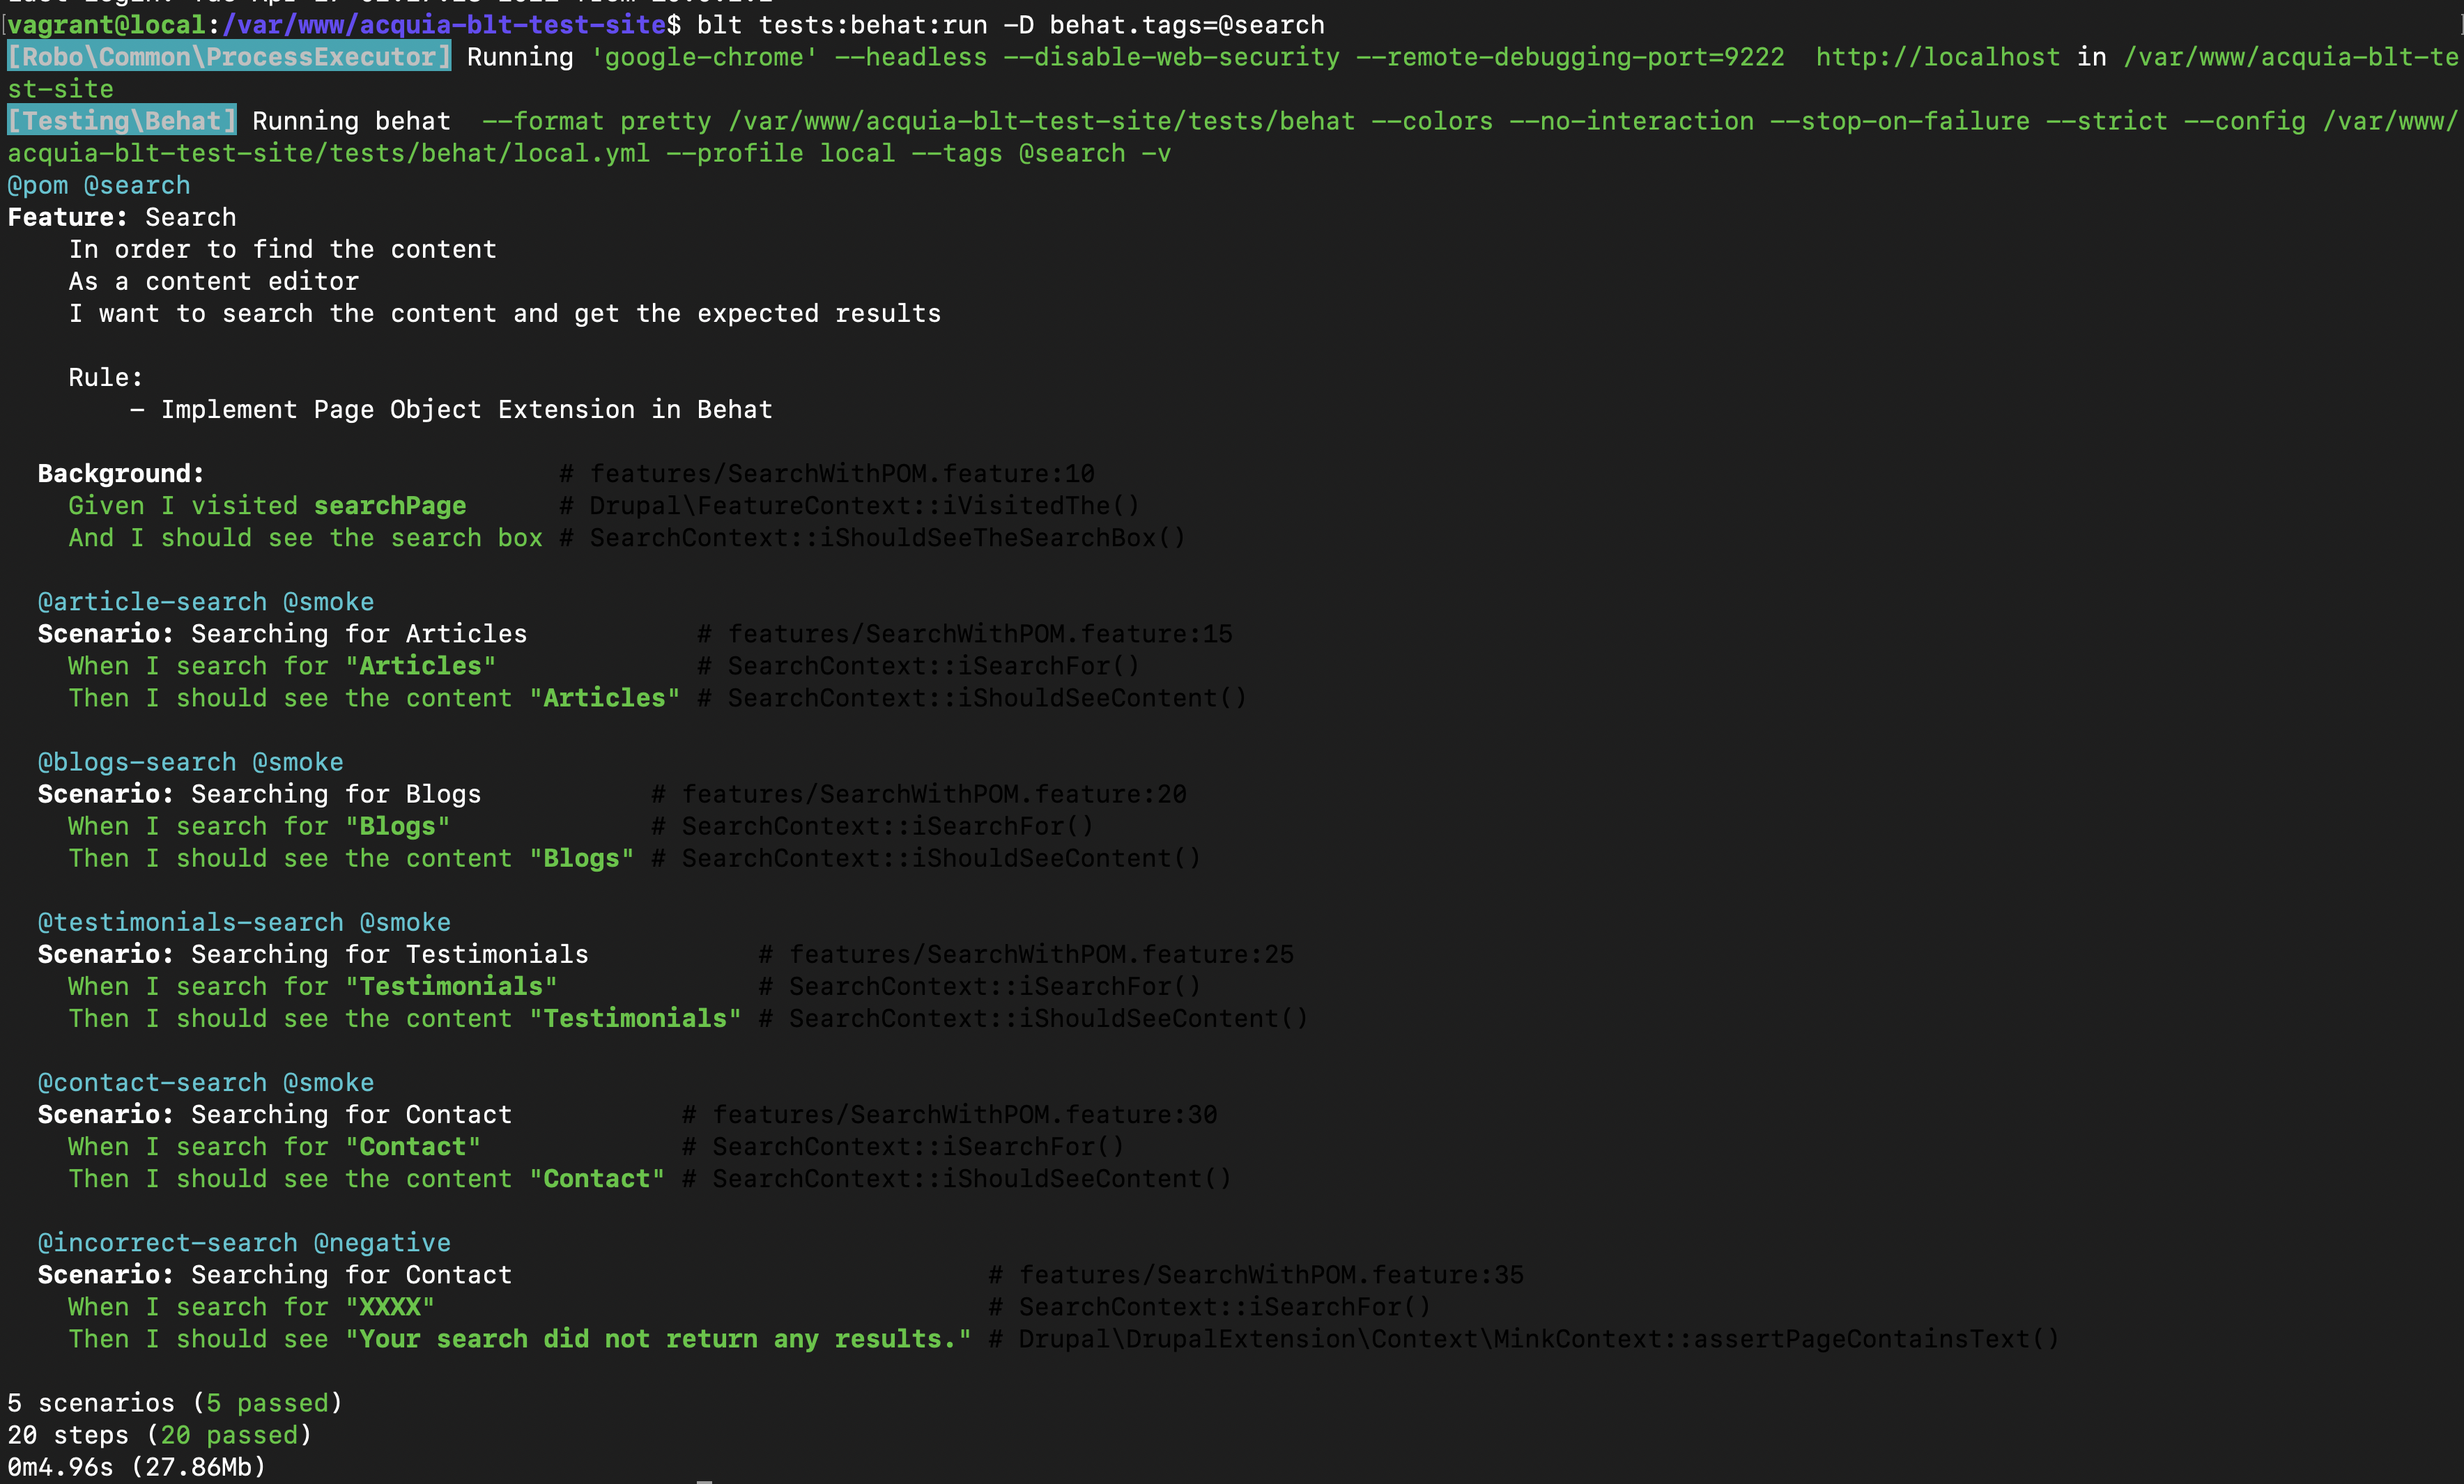 vagrant@local:/var/www/acquia-blt-test-site$ blt tests:behat:run -D behat.tags=@search
[Robo\Common\ProcessExecutor] Running 'google-chrome' --headless --disable-web-security --remote-debugging-port=9222  http://localhost in /var/www/acquia-blt-te
st-site
[Testing\Behat] Running behat  --format pretty /var/www/acquia-blt-test-site/tests/behat --colors --no-interaction --stop-on-failure --strict --config /var/www/
acquia-blt-test-site/tests/behat/local.yml --profile local --tags @search -v
@pom @search
Feature: Search
    In order to find the content
    As a content editor
    I want to search the content and get the expected results

    Rule:
        - Implement Page Object Extension in Behat

  Background:                       # features/SearchWithPOM.feature:10
    Given I visited searchPage      # Drupal\FeatureContext::iVisitedThe()
    And I should see the search box # SearchContext::iShouldSeeTheSearchBox()

  @article-search @smoke
  Scenario: Searching for Articles           # features/SearchWithPOM.feature:15
    When I search for "Articles"             # SearchContext::iSearchFor()
    Then I should see the content "Articles" # SearchContext::iShouldSeeContent()

  @blogs-search @smoke
  Scenario: Searching for Blogs           # features/SearchWithPOM.feature:20
    When I search for "Blogs"             # SearchContext::iSearchFor()
    Then I should see the content "Blogs" # SearchContext::iShouldSeeContent()

  @testimonials-search @smoke
  Scenario: Searching for Testimonials           # features/SearchWithPOM.feature:25
    When I search for "Testimonials"             # SearchContext::iSearchFor()
    Then I should see the content "Testimonials" # SearchContext::iShouldSeeContent()

  @contact-search @smoke
  Scenario: Searching for Contact           # features/SearchWithPOM.feature:30
    When I search for "Contact"             # SearchContext::iSearchFor()
    Then I should see the content "Contact" # SearchContext::iShouldSeeContent()

  @incorrect-search @negative
  Scenario: Searching for Contact                               # features/SearchWithPOM.feature:35
    When I search for "XXXX"                                    # SearchContext::iSearchFor()
    Then I should see "Your search did not return any results." # Drupal\DrupalExtension\Context\MinkContext::assertPageContainsText()

5 scenarios (5 passed)
20 steps (20 passed)
0m4.96s (27.86Mb)